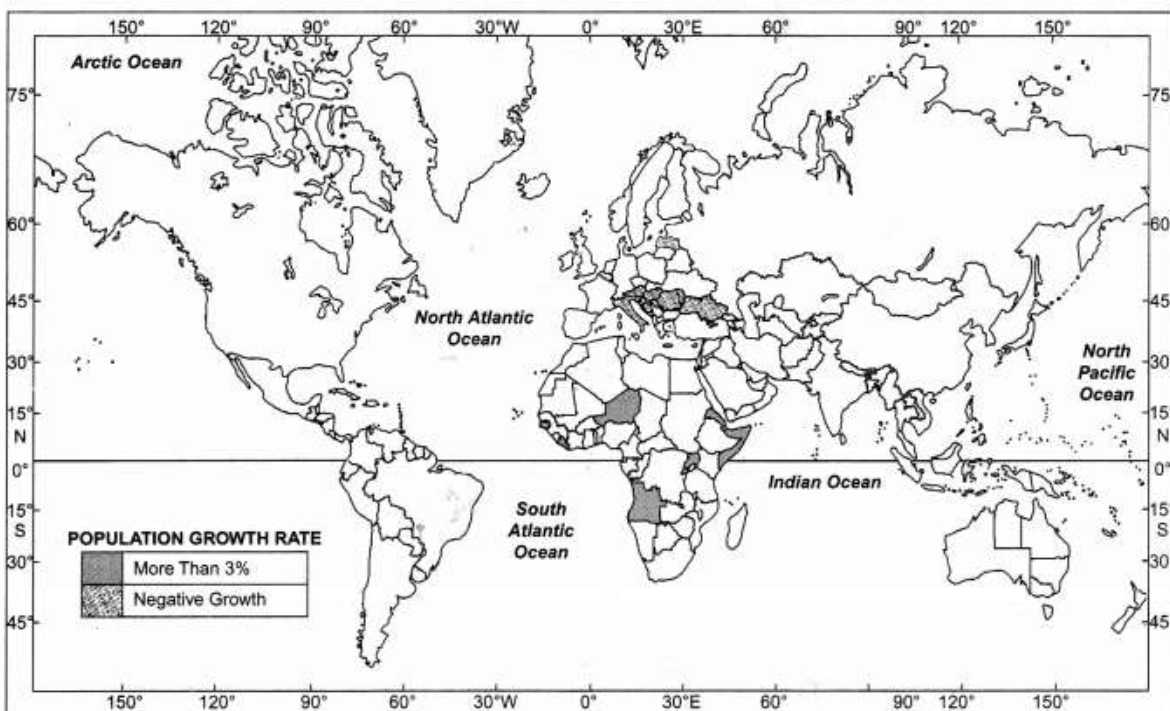 150° 120° 90° 60° 30°W 0° 30°E 60° 90° 120° 150°
Arctic Ocean
75° 75
60° 60
45° 45
North Atlantic
Ocean
30° 30
North
Pacific
Ocean
15° 15
N N
0° 0°
Indian Ocean
South
Atlantic
Ocean
15° 15
S S
POPULATION GROWTH RATE
More Than 3%
Negative Growth
30° 30
45° 45
150° 120° 90° 60° 30°W 0° 30°E 60° 90° 120° 150°